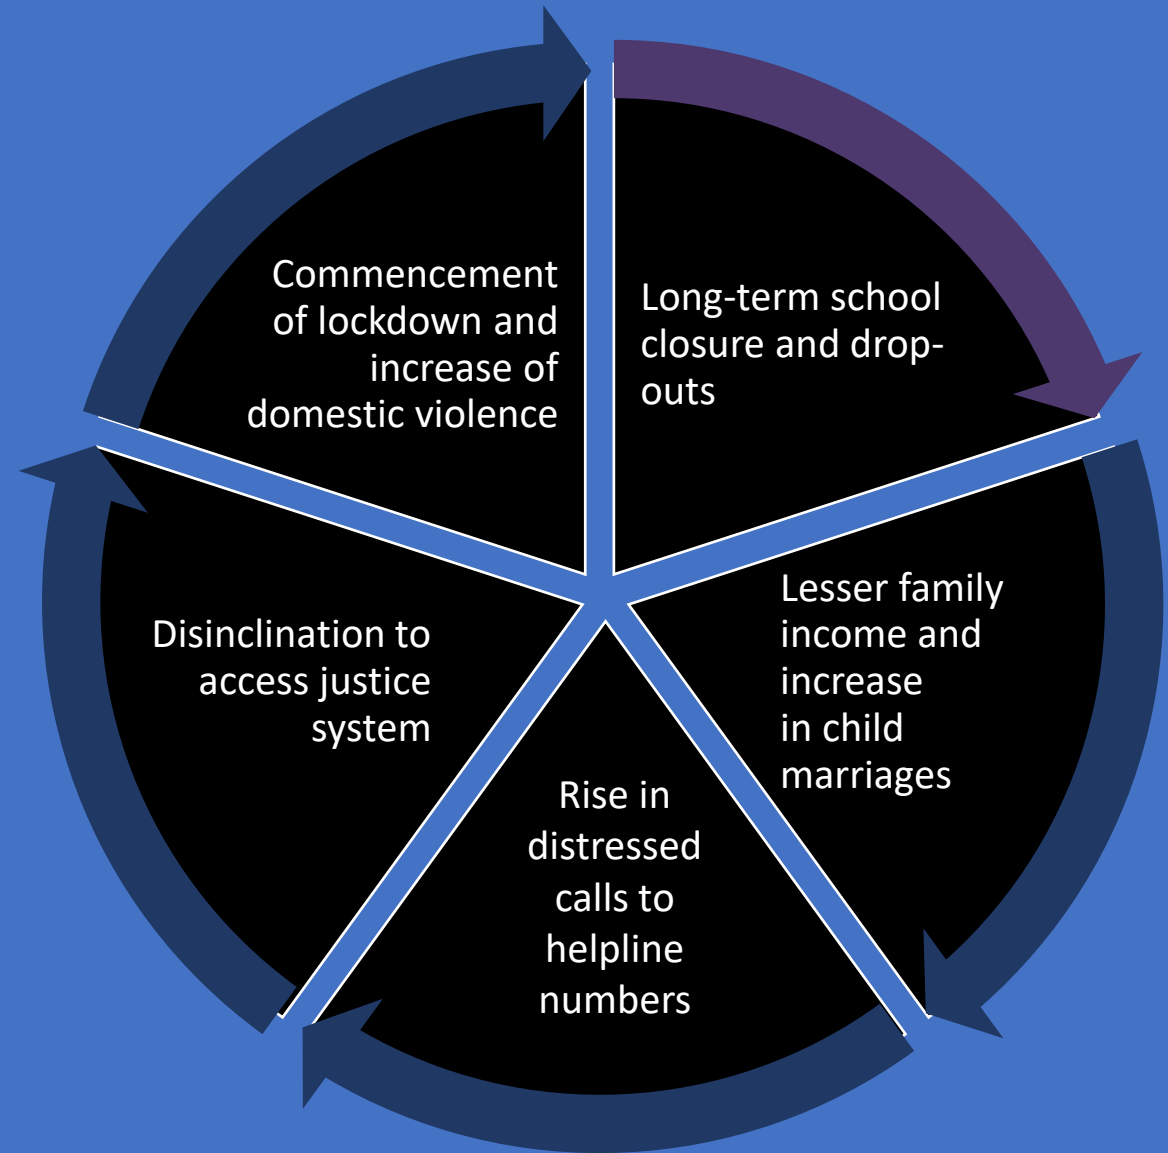 Commencement
of lockdown and
increase of
domestic violence
Long-term school
closure and drop-
outs
Lesser family
income and
increase
in child
marriages
Rise in
distressed
calls to
helpline
numbers
Disinclination to
access justice
system